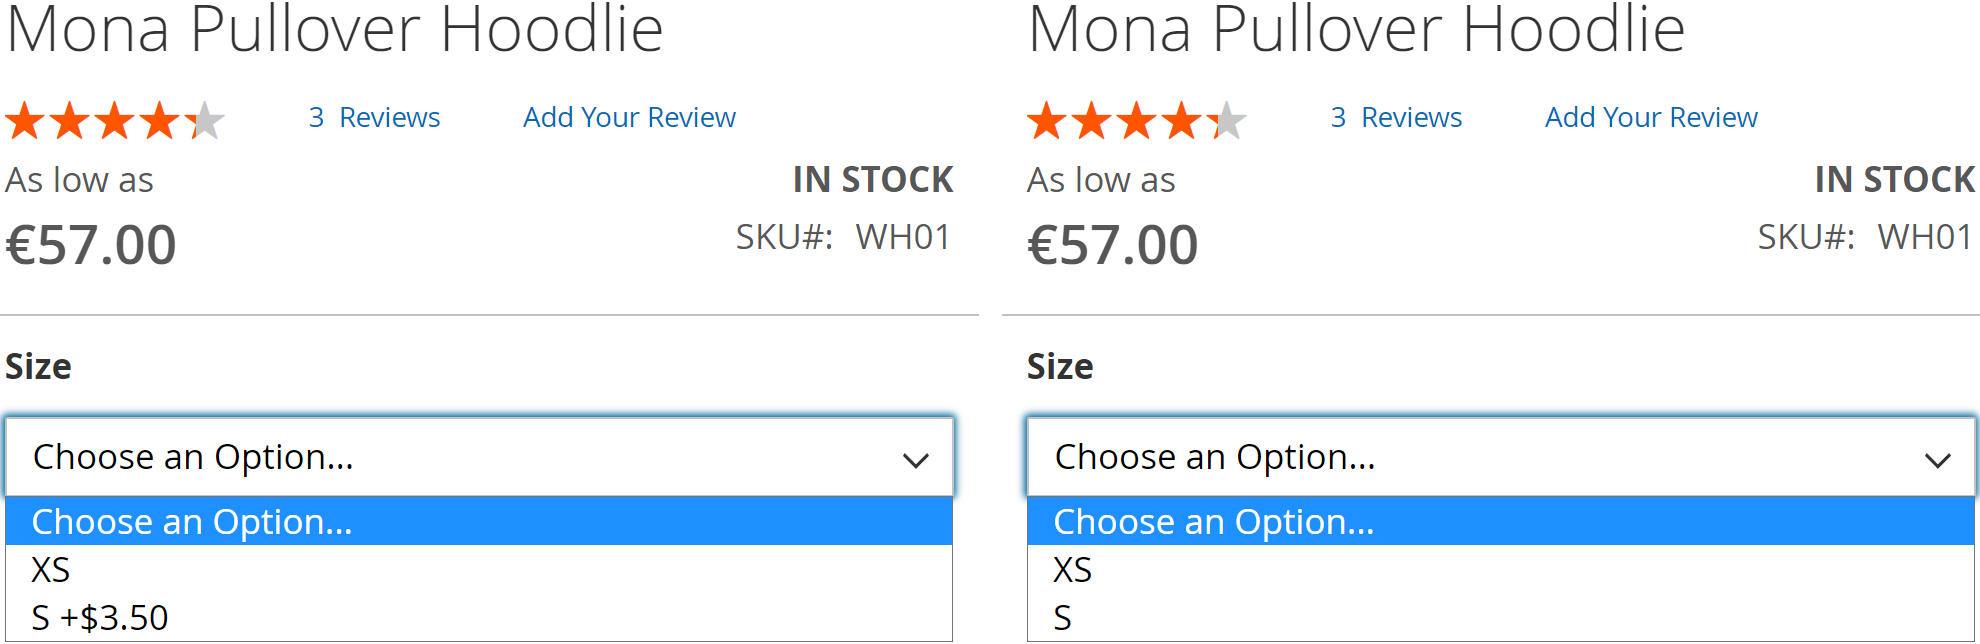 Mona Pullover Hoodlie
3 Reviews Add Your Review
As low as IN STOCK
€57.00 SKU#: WH01
Size
Choose an Option...
Choose an Option...
XS
S +$3.50
Mona Pullover Hoodlie
3 Reviews Add Your Review
As low as IN STOCK
€57.00 SKU#: WH01
Size
Choose an Option...
Choose an Option...
XS
S